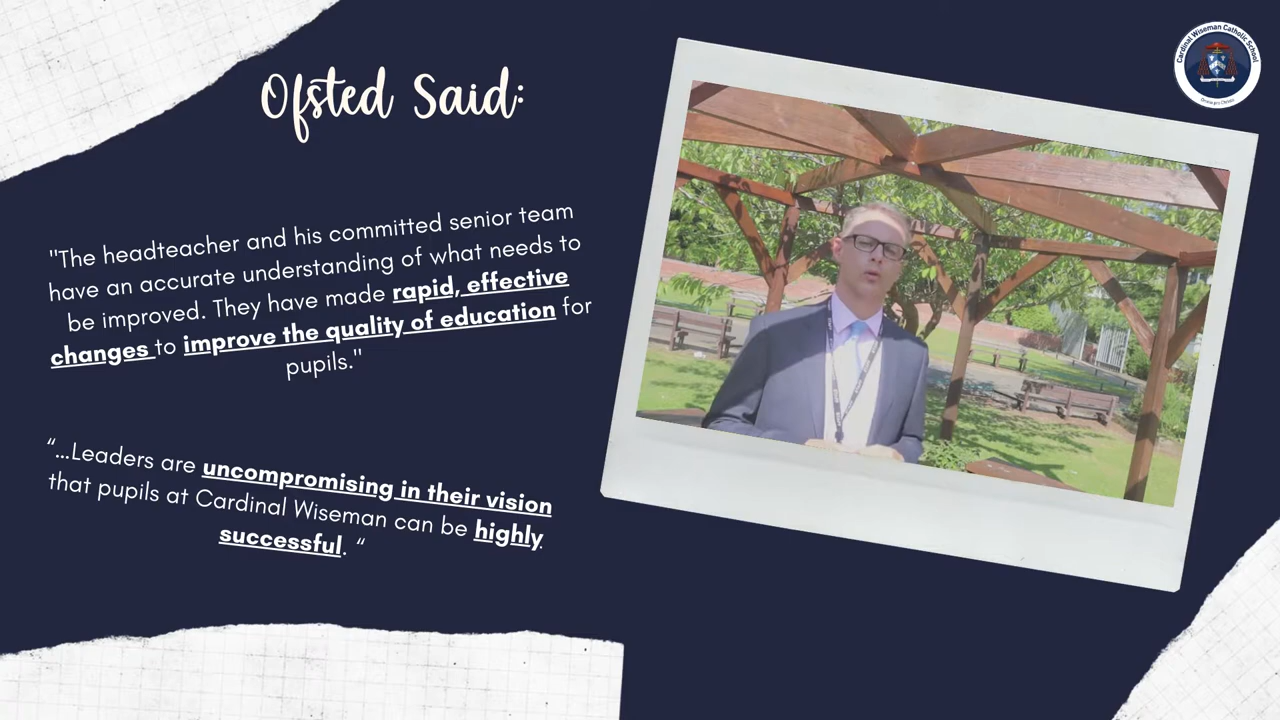 Ofsted Said:
"The headteacher and his committed senior team
have an accurate understanding of what needs to
be improved. They have made rapid, effective
changes to improve the quality of education for
pupils."
“...Leaders are uncompromising in their vision
that pupils at Cardinal Wiseman can be highly
successful. “
Cardinal Wiseman Catholic School